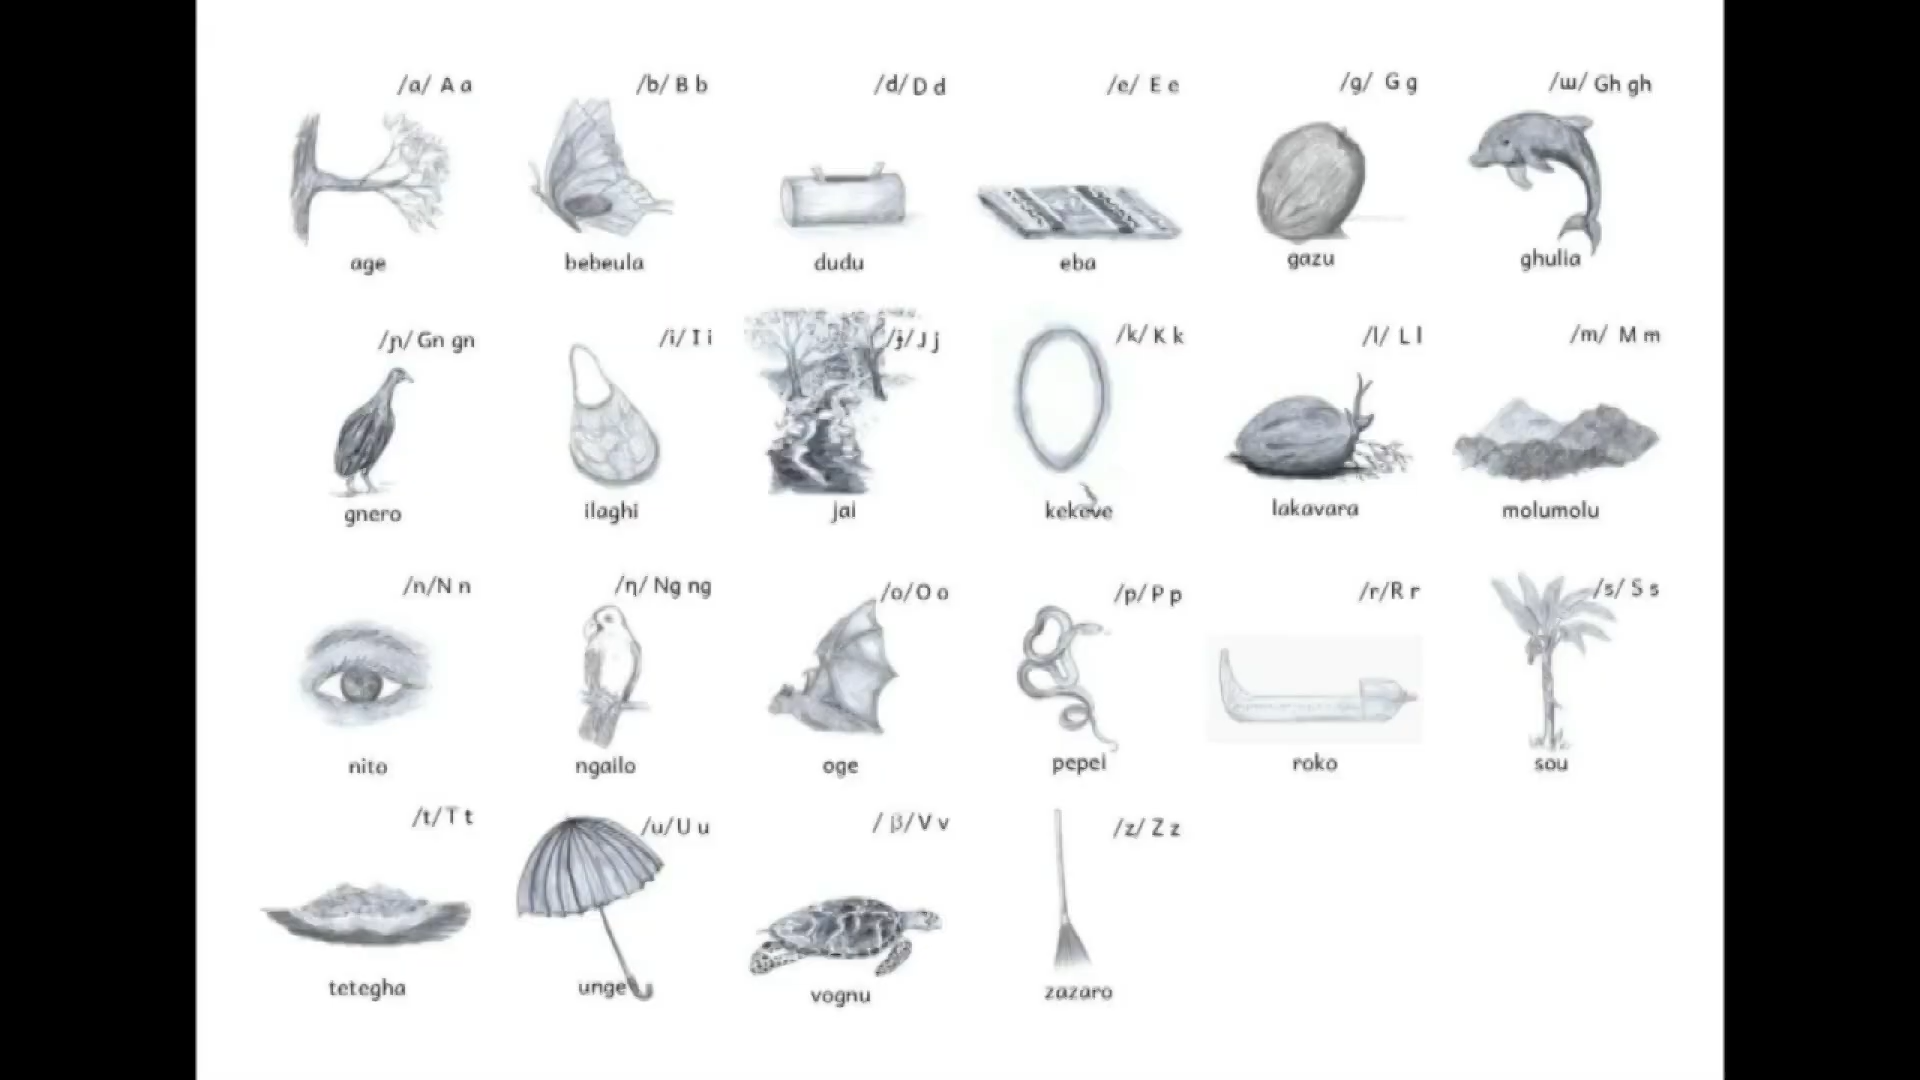 /a/ A a
/b/ B b
/d/ D d
/e/ E e
/g/ G g
/ɯ/ Gh gh
age
bebeula
dudu
eba
gazu
ghulia
/ɲ/ Gn gn
/i/ I i
/ɉ/ J j
/k/ K k
/l/ L l
/m/ M m
gnero
ilaghi
jai
kekeve
lakavara
molumolu
/n/N n
/ŋ/ Ng ng
/o/O o
/p/ P p
/r/R r
/s/ S s
nito
ngailo
oge
pepei
roko
sou
/t/ T t
/u/U u
/ β/V v
/z/ Z z
tetegha
unge
vognu
zazaro